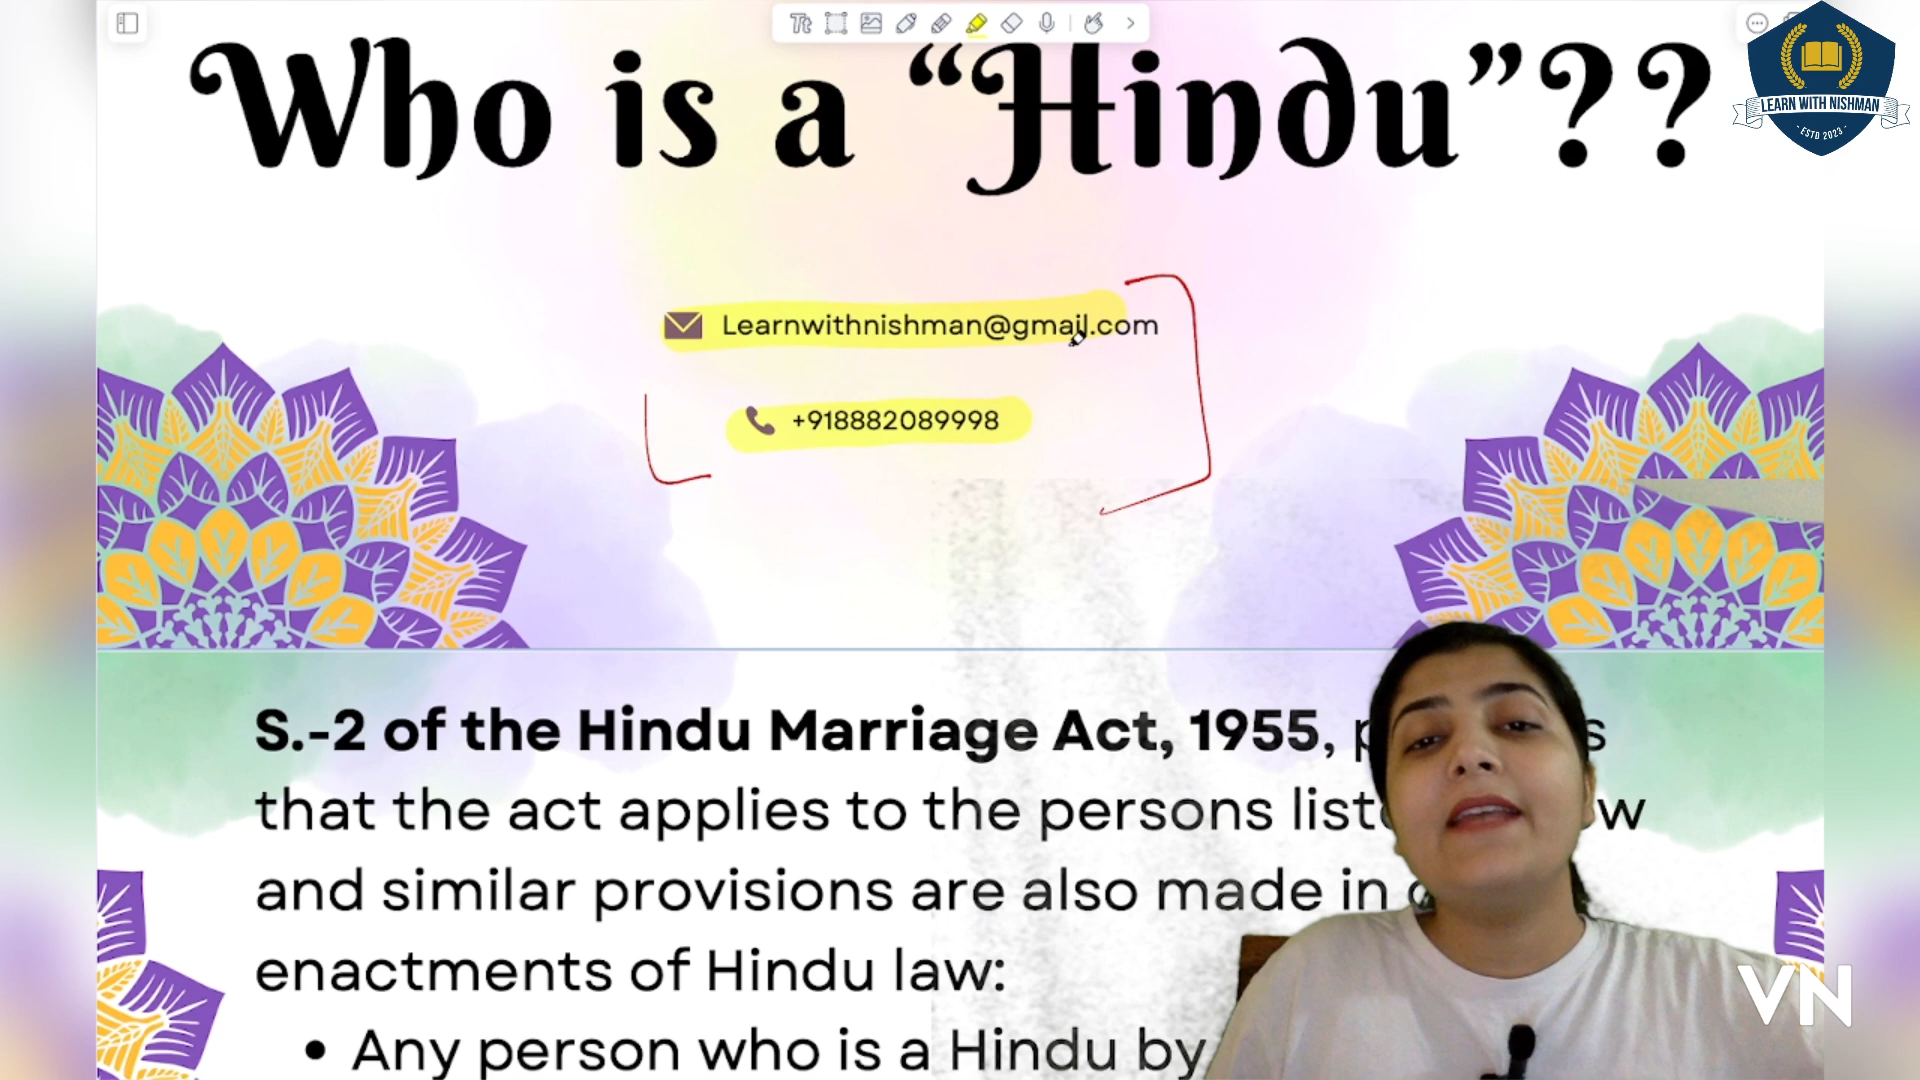 Who is a “Hindu”??
LEARN WITH NISHMAN
· ESTD 2023 ·
Learnwithnishman@gmail.com
+918882089998
S.-2 of the Hindu Marriage Act, 1955,
that the act applies to the persons
and similar provisions are also made in
enactments of Hindu law:
• Any person who is a Hindu by
VN